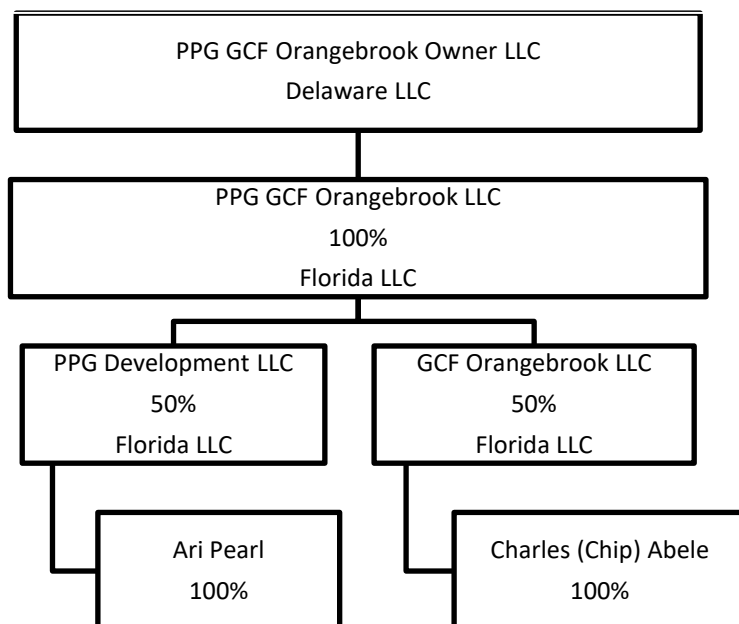 PPG GCF Orangebrook Owner LLC
Delaware LLC
PPG GCF Orangebrook LLC
100%
Florida LLC
PPG Development LLC
50%
Florida LLC
GCF Orangebrook LLC
50%
Florida LLC
Ari Pearl
100%
Charles (Chip) Abele
100%